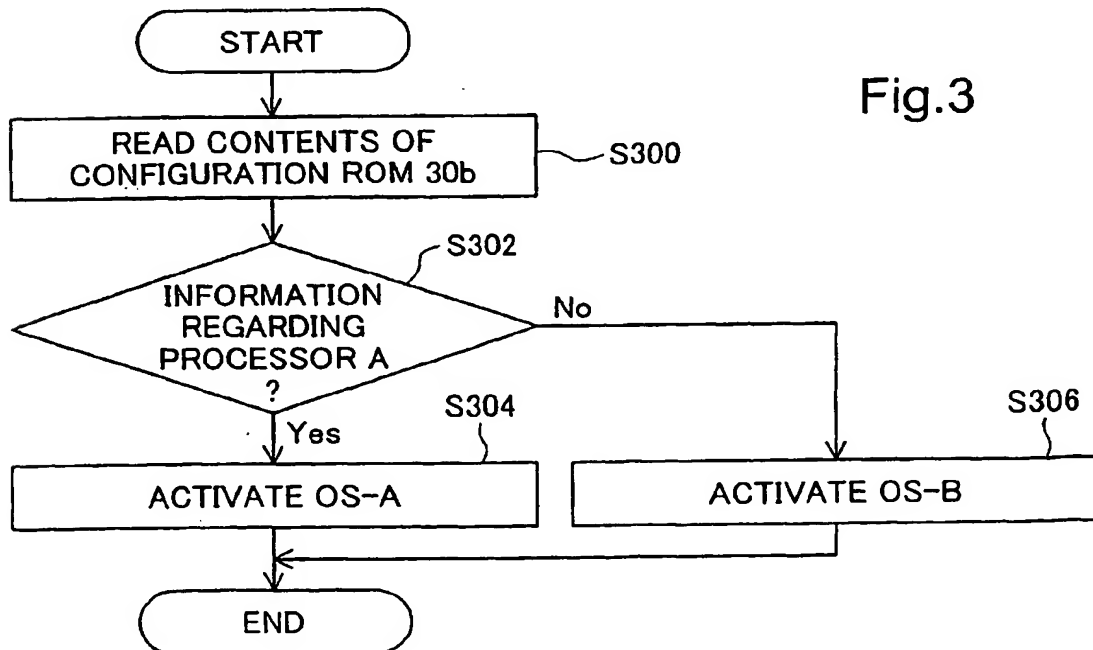 START
Fig.3
READ CONTENTS OF
CONFIGURATION ROM 30b
S300
S302
INFORMATION
REGARDING
PROCESSOR A
?
No
Yes
S304
S306
ACTIVATE OS-A
ACTIVATE OS-B
END